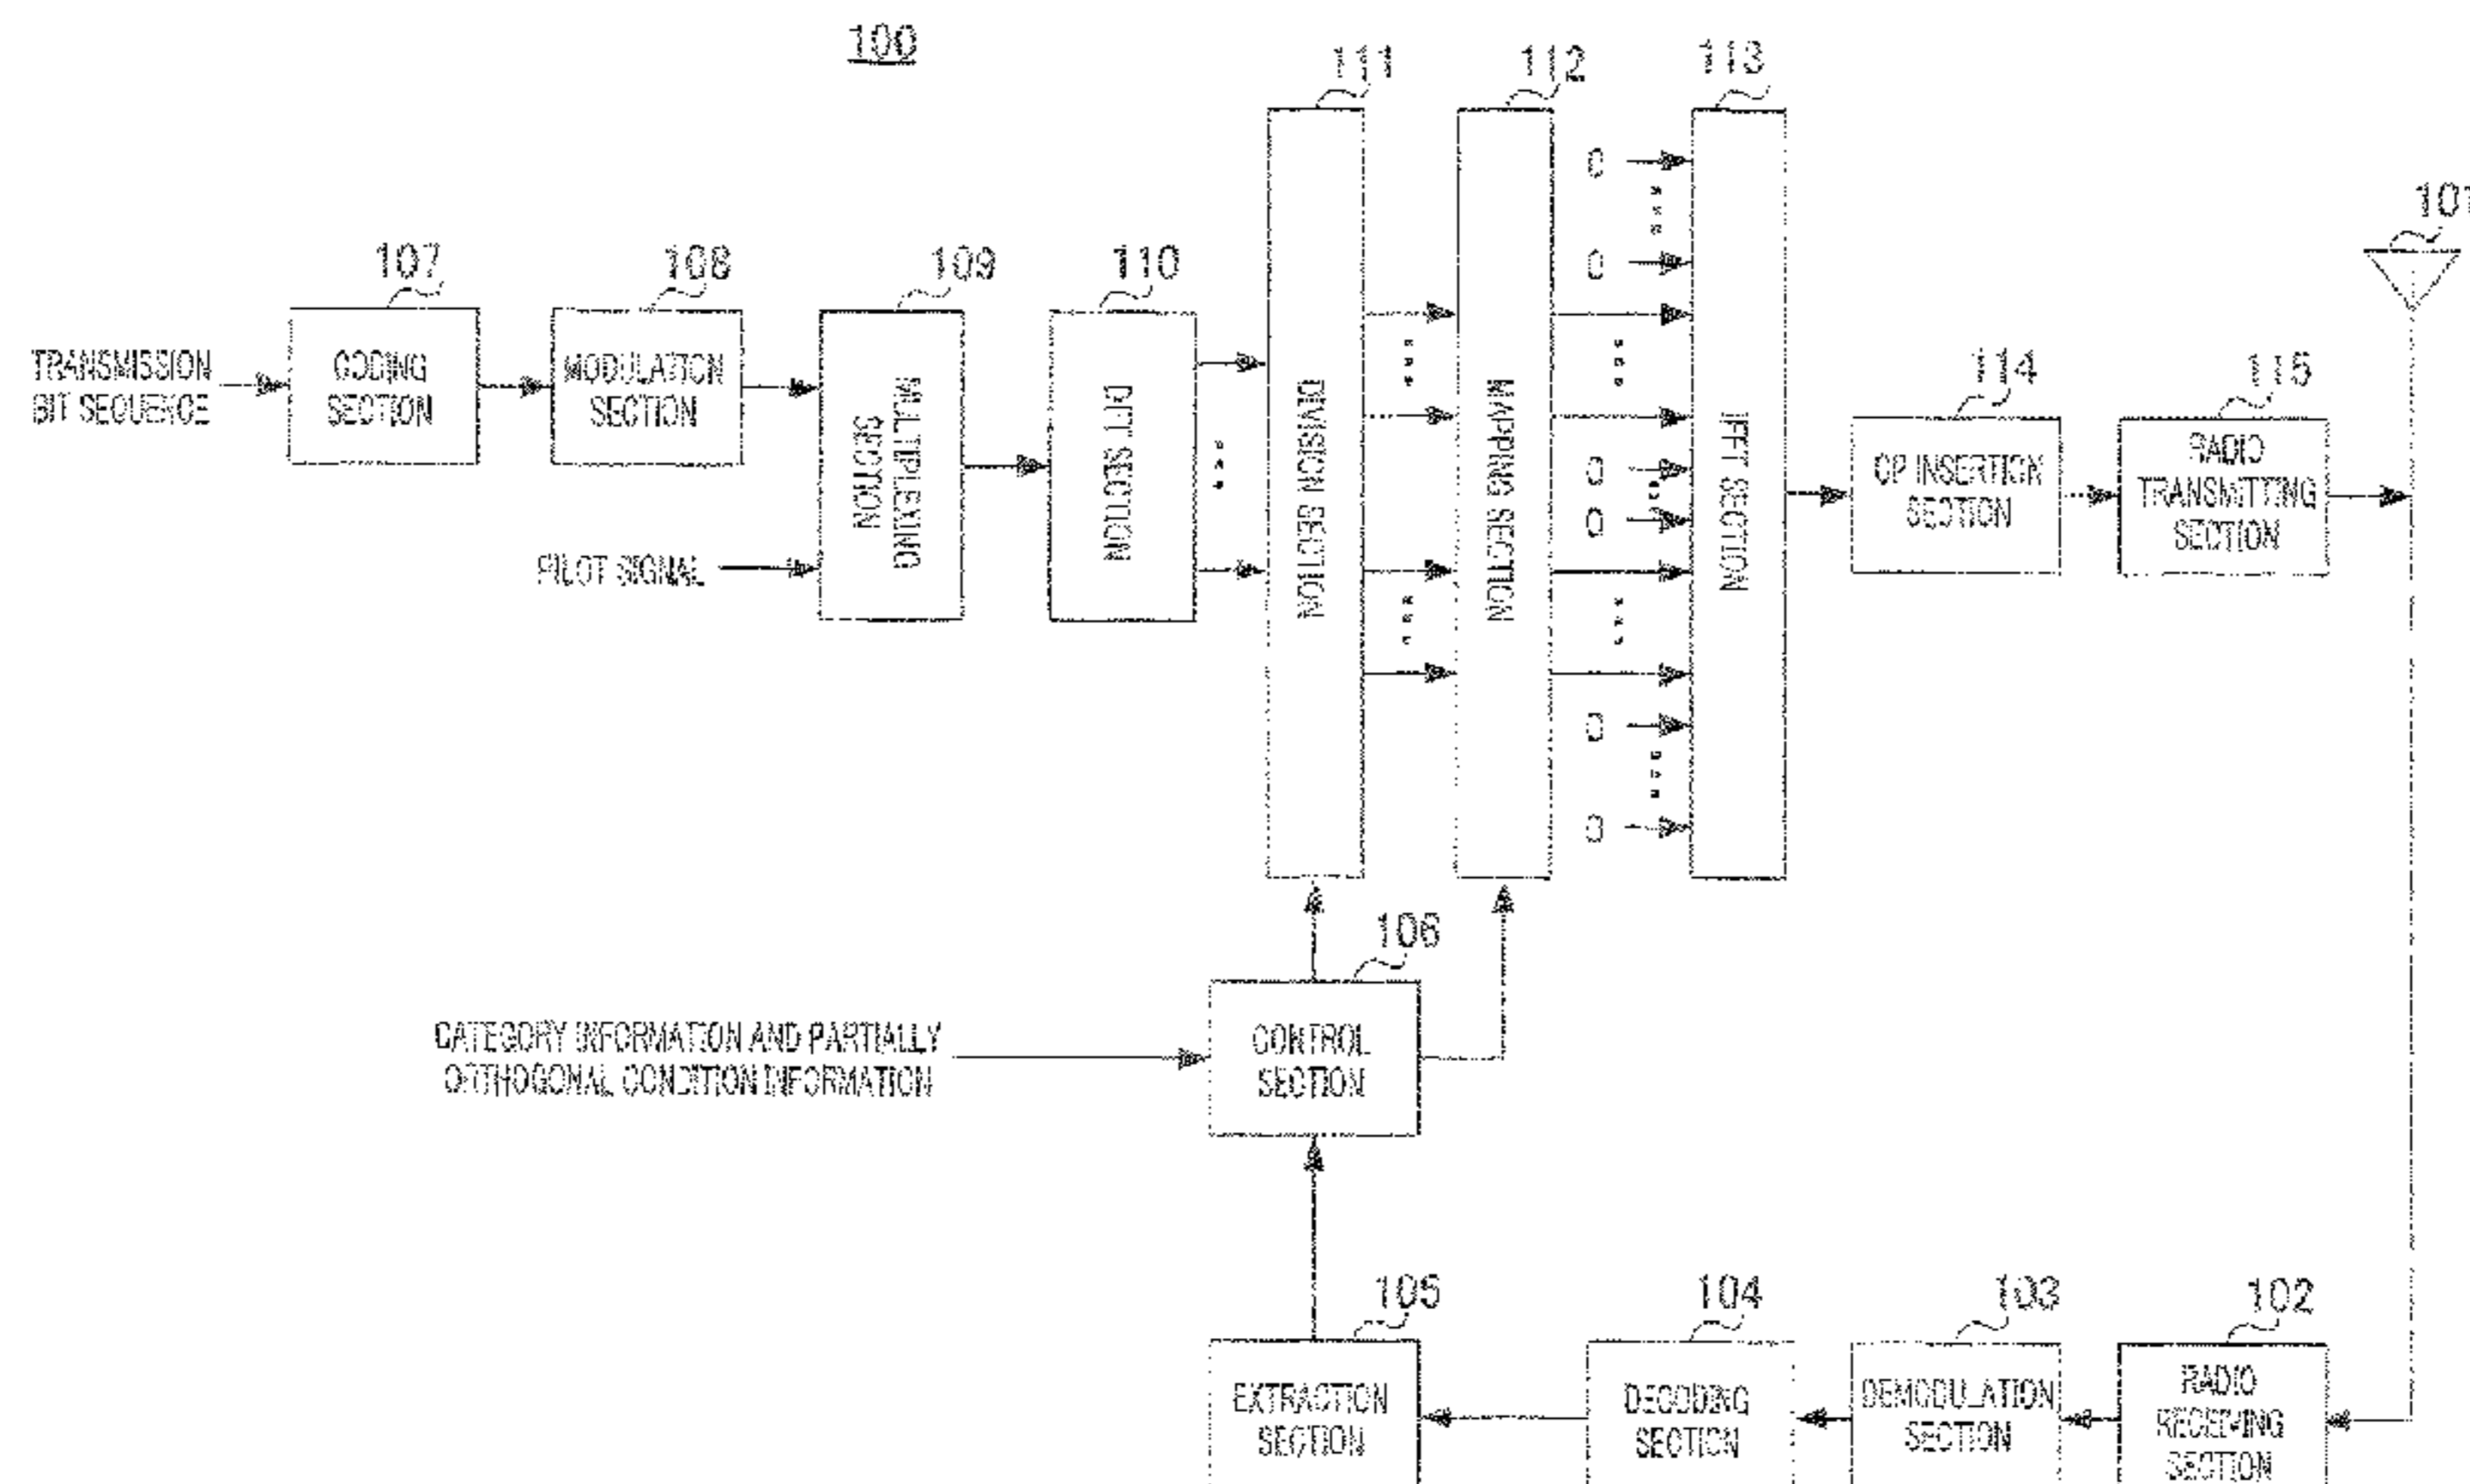 100
111
112
113
101
107
108
109
110
0
0
TRANSMISSION
BIT SEQUENCE
CODING
SECTION
MODULATION
SECTION
MULTIPLEXING
SECTION
DFT SECTION
DIVISION SECTION
MAPPING SECTION
0
0
IFFT SECTION
114
115
CP INSERTION
SECTION
RADIO
TRANSMITTING
SECTION
PILOT SIGNAL
0
0
106
CATEGORY INFORMATION AND PARTIALLY
ORTHOGONAL CONDITION INFORMATION
CONTROL
SECTION
105
104
103
102
EXTRACTION
SECTION
DECODING
SECTION
DEMODULATION
SECTION
RADIO
RECEIVING
SECTION